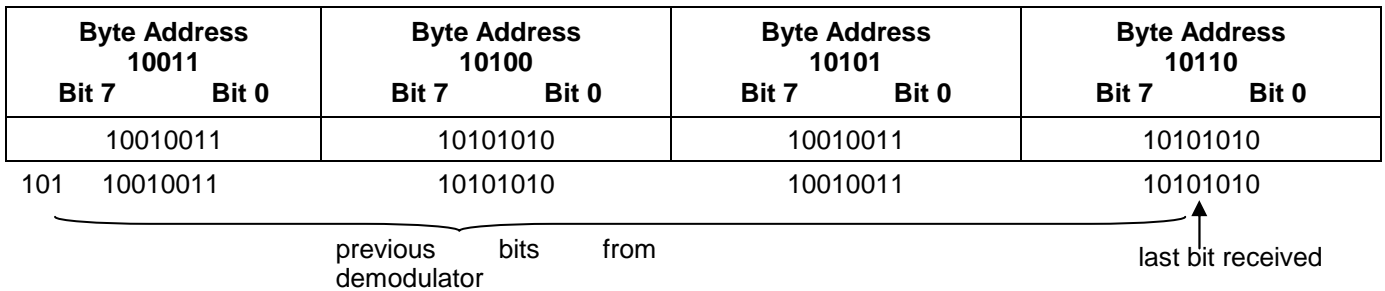 Byte Address Byte Address Byte Address Byte Address
10011 10100 10101 10110
Bit 7 Bit 0 Bit 7 Bit 0 Bit 7 Bit 0 Bit 7 Bit 0
10010011 10101010 10010011 10101010
101 10010011 10101010 10010011 10101010
previous bits from
demodulator
last bit received